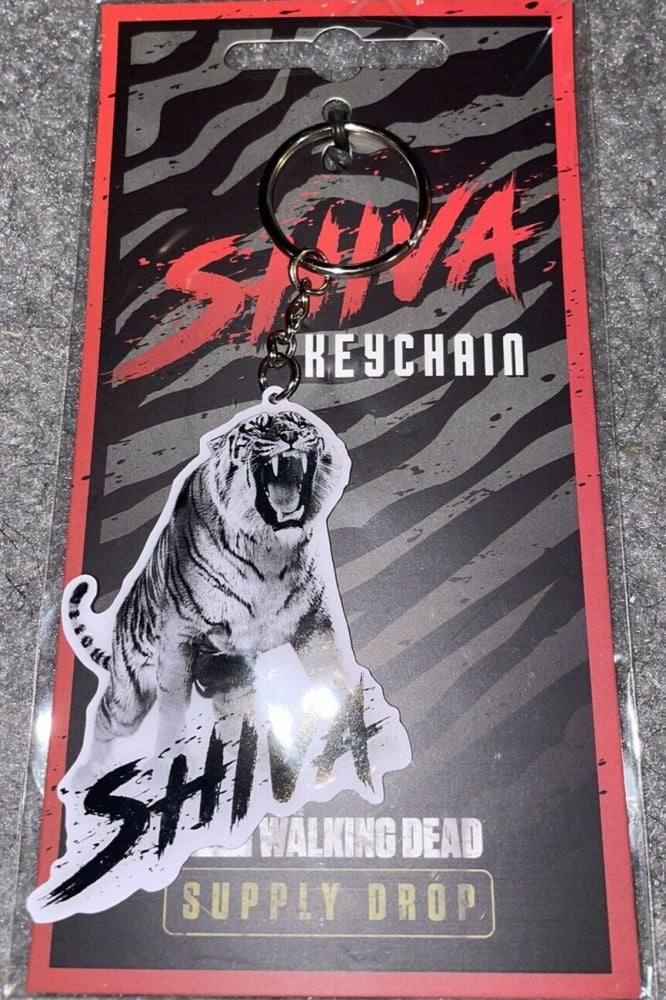 SHIVA
KEYCHAIN
SHIVA
WALKING DEAD
SUPPLY DROP